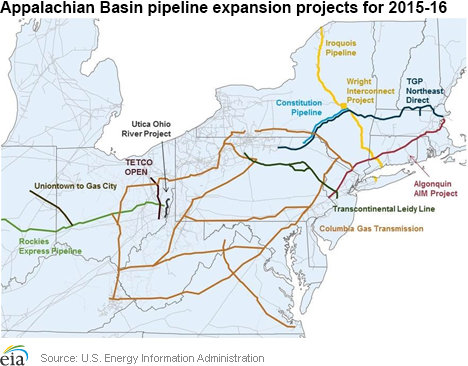 Appalachian Basin pipeline expansion projects for 2015-16
Iroquois
Pipeline
Wright
Interconnect
Project
TGP
Northeast
Direct
Constitution
Pipeline
Utica Ohio
River Project
TETCO
OPEN
Uniontown to Gas City
Algonquin
AIM Project
Transcontinental Leidy Line
Columbia Gas Transmission
Rockies
Express Pipeline
eia
Source: U.S. Energy Information Administration